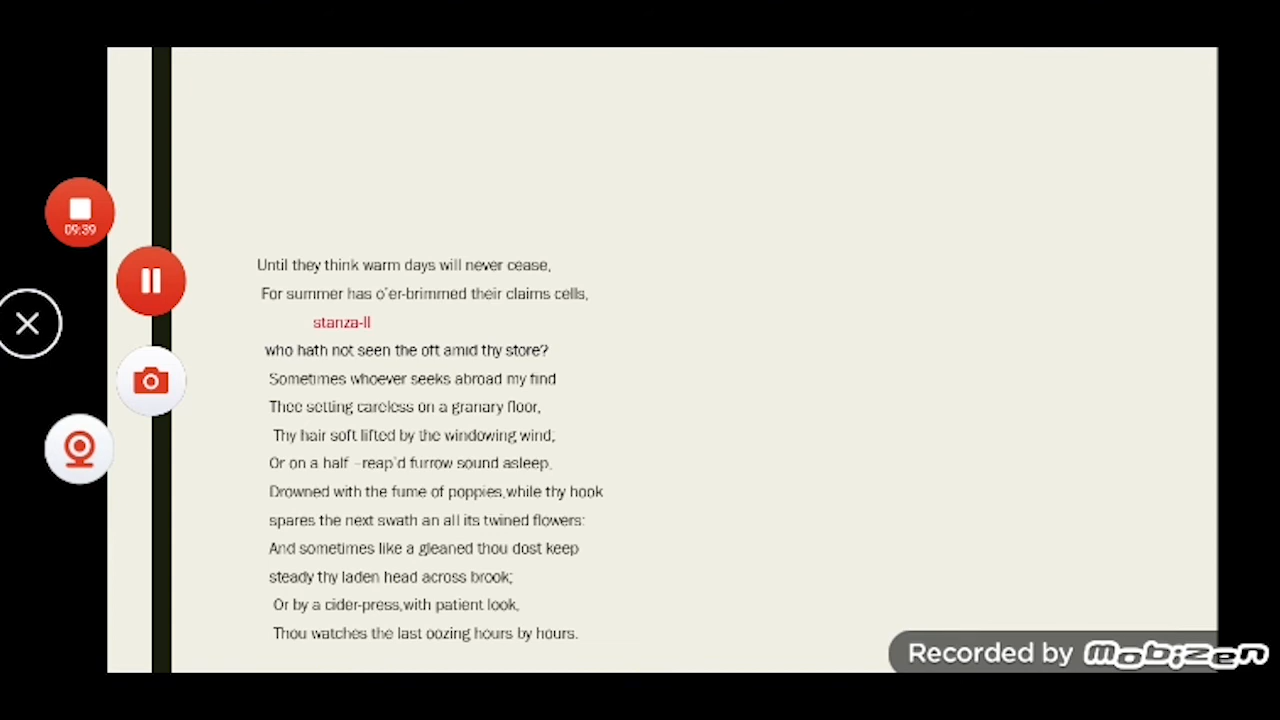 Until they think warm days will never cease,
For summer has o'er-brimmed their claims cells,
stanza-II
who hath not seen the oft amid thy store?
Sometimes whoever seeks abroad my find
Thee setting careless on a granary floor,
Thy hair soft lifted by the windowing wind;
Or on a half –reap'd furrow sound asleep,
Drowned with the fume of poppies,while thy hook
spares the next swath an all its twined flowers:
And sometimes like a gleaned thou dost keep
steady thy laden head across brook;
Or by a cider-press,with patient look,
Thou watches the last oozing hours by hours.
09:39
Recorded by Mobizen